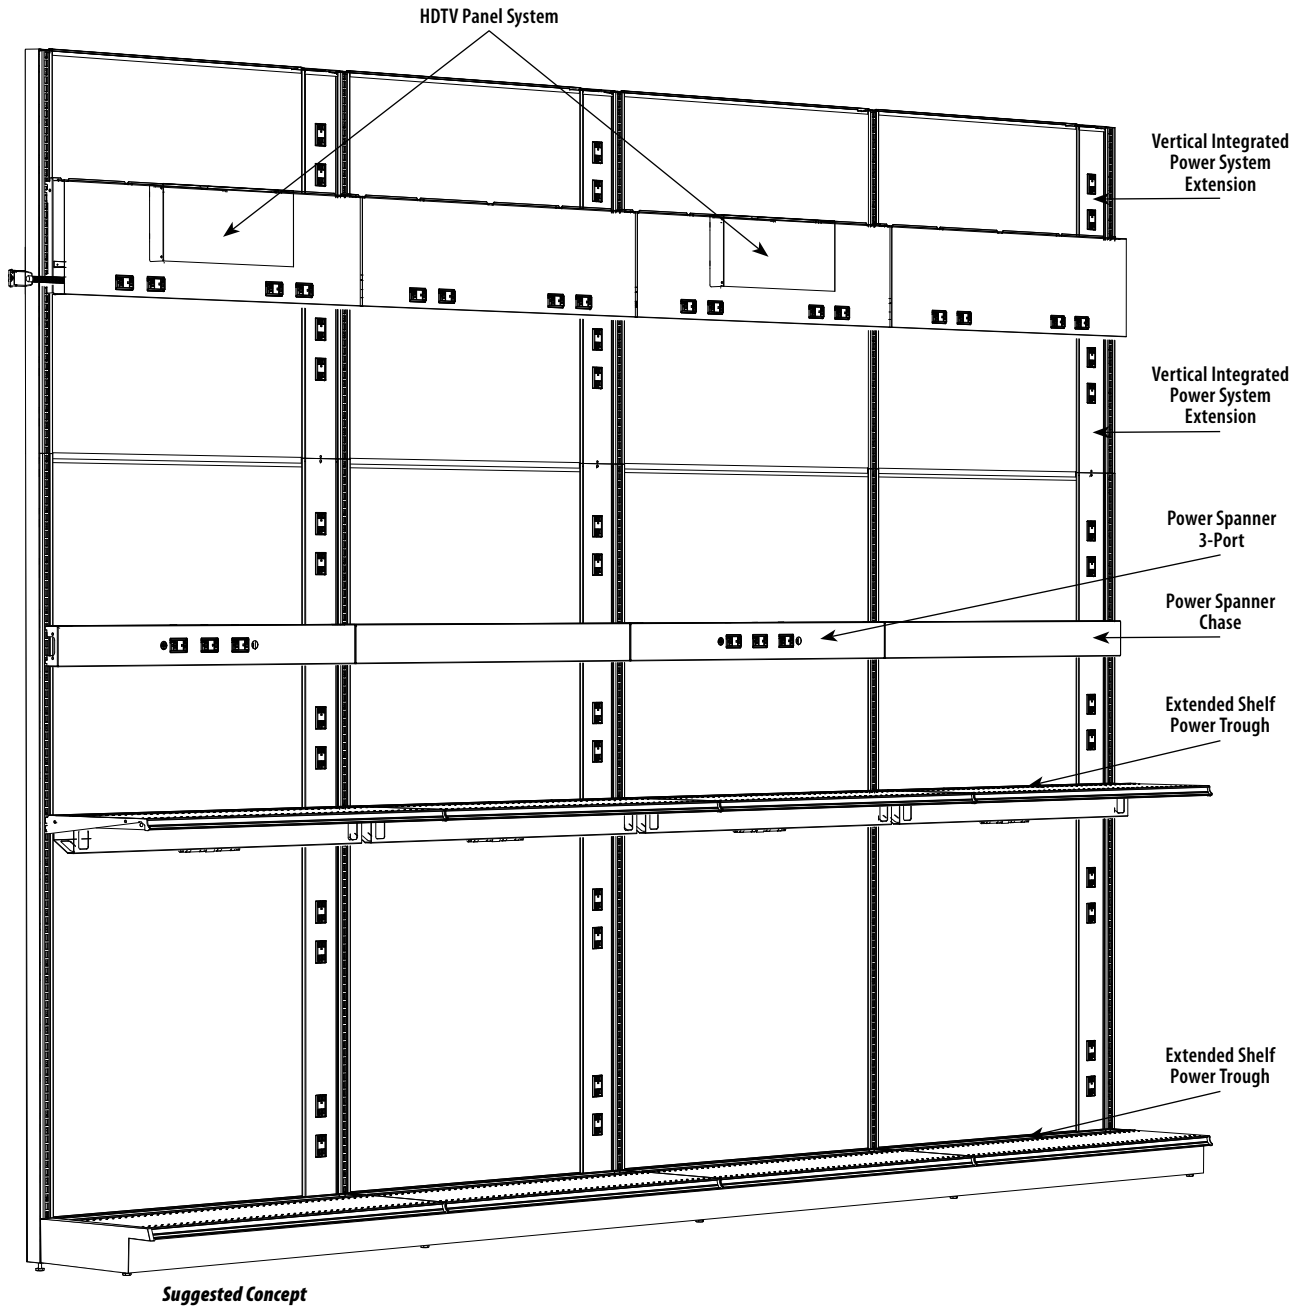 HDTV Panel System
Vertical Integrated
Power System
Extension
Vertical Integrated
Power System
Extension
Power Spanner
3-Port
Power Spanner
Chase
Extended Shelf
Power Trough
Extended Shelf
Power Trough
Suggested Concept